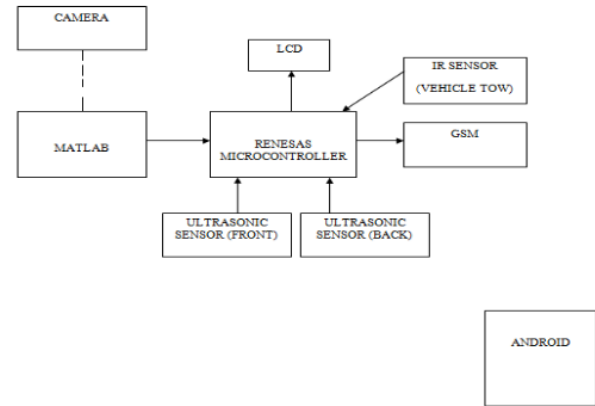 CAMERA
LCD
IR SENSOR
(VEHICLE TOW)
MATLAB
RENESAS
MICROCONTROLLER
GSM
ULTRASONIC
SENSOR (FRONT)
ULTRASONIC
SENSOR (BACK)
ANDROID